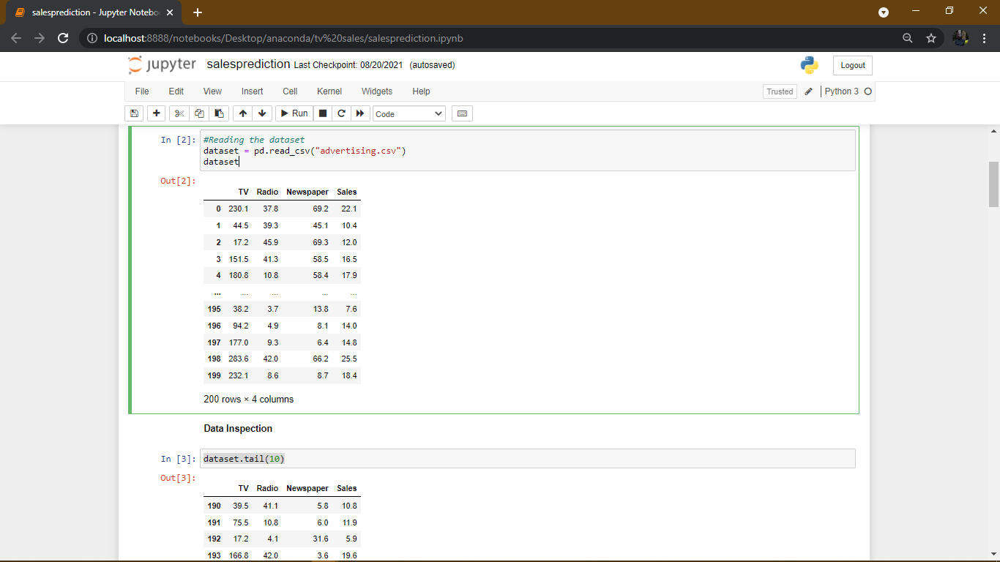 salesprediction - Jupyter Notebo
localhost:8888/notebooks/Desktop/anaconda/tv%20sales/salesprediction.ipynb
jupyter salesprediction Last Checkpoint: 08/20/2021 (autosaved) Logout
File Edit View Insert Cell Kernel Widgets Help Trusted Python 3
Run Code
In [2]: #Reading the dataset
dataset = pd.read_csv("advertising.csv")
dataset
Out[2]:
TV Radio Newspaper Sales
0 230.1 37.8 69.2 22.1
1 44.5 39.3 45.1 10.4
2 17.2 45.9 69.3 12.0
3 151.5 41.3 58.5 16.5
4 180.8 10.8 58.4 17.9
... ... ... ... ...
195 38.2 3.7 13.8 7.6
196 94.2 4.9 8.1 14.0
197 177.0 9.3 6.4 14.8
198 283.6 42.0 66.2 25.5
199 232.1 8.6 8.7 18.4
200 rows × 4 columns
Data Inspection
In [3]: dataset.tail(10)
Out[3]:
TV Radio Newspaper Sales
190 39.5 41.1 5.8 10.8
191 75.5 10.8 6.0 11.9
192 17.2 4.1 31.6 5.9
193 166.8 42.0 3.6 19.6